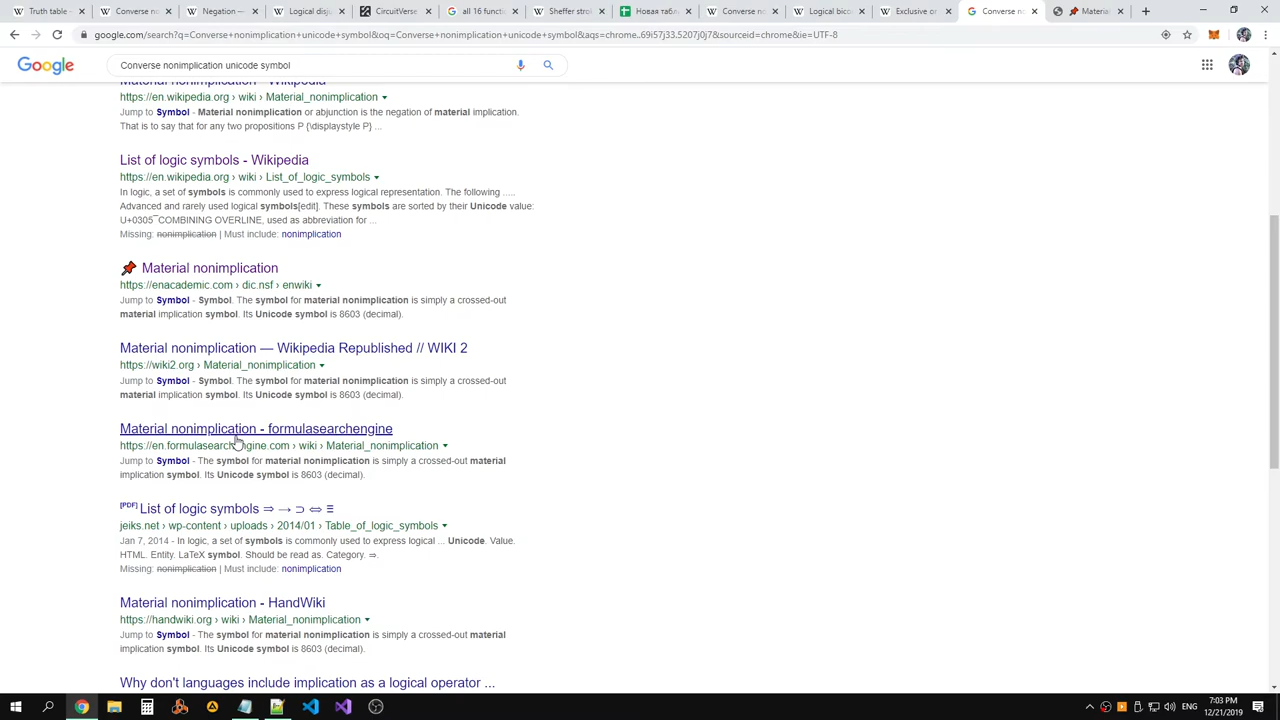 Truth table -
Converse no
Negation —
Logical disju
CircuitVerse
all 16 functi
Sheffer strol
Новая табл
Converse no
Logical bico
Exclusive or
Converse no
Material
google.com/search?q=Converse+nonimplication+unicode+symbol&oq=Converse+nonimplication+unicode+symbol&aqs=chrome..69i57j33.5207j0j7&sourceid=chrome&ie=UTF-8
Google
Converse nonimplication unicode symbol
Material nonimplication - Wikipedia
https://en.wikipedia.org › wiki › Material_nonimplication
Jump to Symbol - Material nonimplication or abjunction is the negation of material implication.
That is to say that for any two propositions P {\displaystyle P} ...
List of logic symbols - Wikipedia
https://en.wikipedia.org › wiki › List_of_logic_symbols
In logic, a set of symbols is commonly used to express logical representation. The following .....
Advanced and rarely used logical symbols[edit]. These symbols are sorted by their Unicode value:
U+0305 ̅ COMBINING OVERLINE, used as abbreviation for ...
Missing: nonimplication | Must include: nonimplication
Material nonimplication
https://enacademic.com › dic.nsf › enwiki
Jump to Symbol - Symbol. The symbol for material nonimplication is simply a crossed-out
material implication symbol. Its Unicode symbol is 8603 (decimal).
Material nonimplication — Wikipedia Republished // WIKI 2
https://wiki2.org › Material_nonimplication
Jump to Symbol - Symbol. The symbol for material nonimplication is simply a crossed-out
material implication symbol. Its Unicode symbol is 8603 (decimal).
Material nonimplication - formulasearchengine
https://en.formulasearchengine.com › wiki › Material_nonimplication
Jump to Symbol - The symbol for material nonimplication is simply a crossed-out material
implication symbol. Its Unicode symbol is 8603 (decimal).
[PDF] List of logic symbols ⇒ → ⊃ ⇔ ≡
jeiks.net › wp-content › uploads › 2014/01 › Table_of_logic_symbols
Jan 7, 2014 - In logic, a set of symbols is commonly used to express logical ... Unicode. Value.
HTML. Entity. LaTeX symbol. Should be read as. Category. ⇒.
Missing: nonimplication | Must include: nonimplication
Material nonimplication - HandWiki
https://handwiki.org › wiki › Material_nonimplication
Jump to Symbol - The symbol for material nonimplication is simply a crossed-out material
implication symbol. Its Unicode symbol is 8603 (decimal).
Why don't languages include implication as a logical operator ...
ENG
7:03 PM
12/21/2019